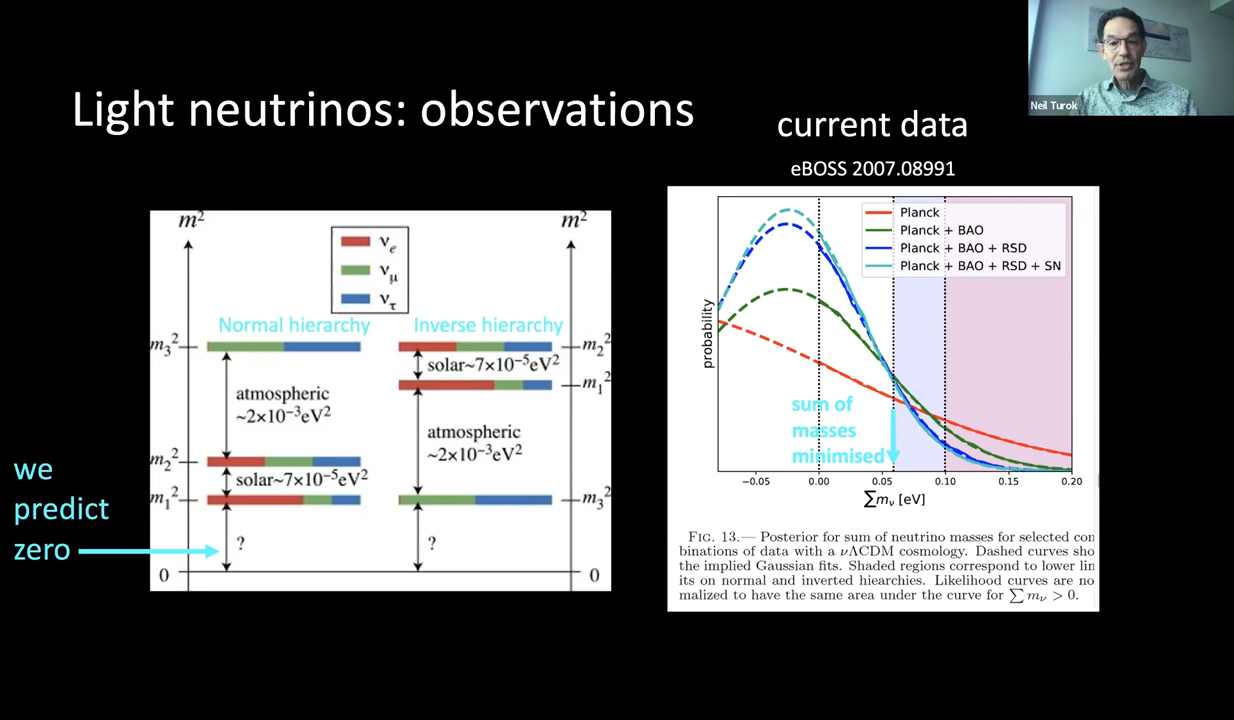 Neil Turok
Light neutrinos: observations
current data
eBOSS 2007.08991
m²
m²
νe
νμ
ντ
Normal hierarchy
Inverse hierarchy
m₃²
m₂²
solar~7×10⁻⁵eV²
m₁²
atmospheric
~2×10⁻³eV²
atmospheric
~2×10⁻³eV²
m₂²
solar~7×10⁻⁵eV²
m₁²
m₃²
?
?
0
0
we
predict
zero
Planck
Planck + BAO
Planck + BAO + RSD
Planck + BAO + RSD + SN
probability
sum of
masses
minimised
−0.05 0.00 0.05 0.10 0.15 0.20
∑mν [eV]
FIG. 13.— Posterior for sum of neutrino masses for selected com
binations of data with a νΛCDM cosmology. Dashed curves sho
the implied Gaussian fits. Shaded regions correspond to lower lin
its on normal and inverted hiearchies. Likelihood curves are no
malized to have the same area under the curve for ∑ mν > 0.